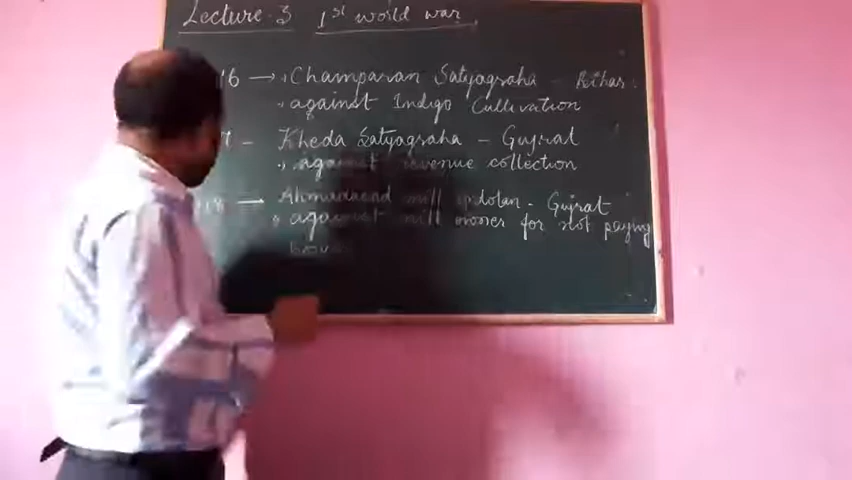 Lecture-3 1st world war
16 → Champaran Satyagraha - Bihar.
against Indigo Cultivation
- Kheda Satyagraha - Gujrat
against revenue collection
18 → Ahmadabad mill andolan - Gujrat
against mill owner for not paying